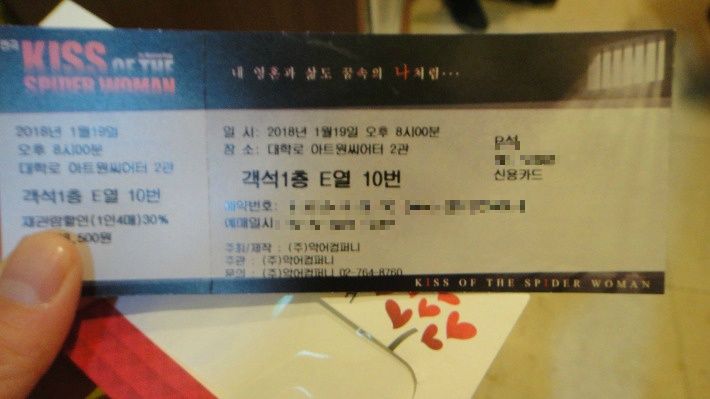 연극
KISS
OF THE
SPIDER WOMAN
2018년 1월19일
오후 8시00분
대학로 아트원씨어터 2관
객석1층 E열 10번
재관람할인(1인4매)30%
,500원
내 영혼과 삶도 꿈속의 나처럼...
일 시: 2018년 1월19일 오후 8시00분
장 소: 대학로 아트원씨어터 2관
객석1층 E열 10번
예약번호:
예매일시:
주최/제작 : (주)악어컴퍼니
주관 : (주)악어컴퍼니
문의 : (주)악어컴퍼니 02-764-8760
신용카드
KISS OF THE SPIDER WOMAN